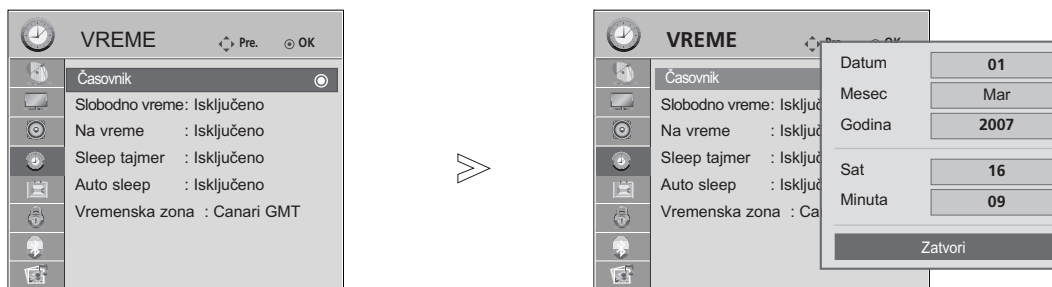 VREME Pre. OK
Časovnik
Slobodno vreme: Isključeno
Na vreme : Isključeno
Sleep tajmer : Isključeno
Auto sleep : Isključeno
Vremenska zona : Canari GMT
VREME
Časovnik
Slobodno vreme: Isključ
Na vreme : Isključ
Sleep tajmer : Isključ
Auto sleep : Isključ
Vremenska zona : Ca
Datum 01
Mesec Mar
Godina 2007
Sat 16
Minuta 09
Zatvori